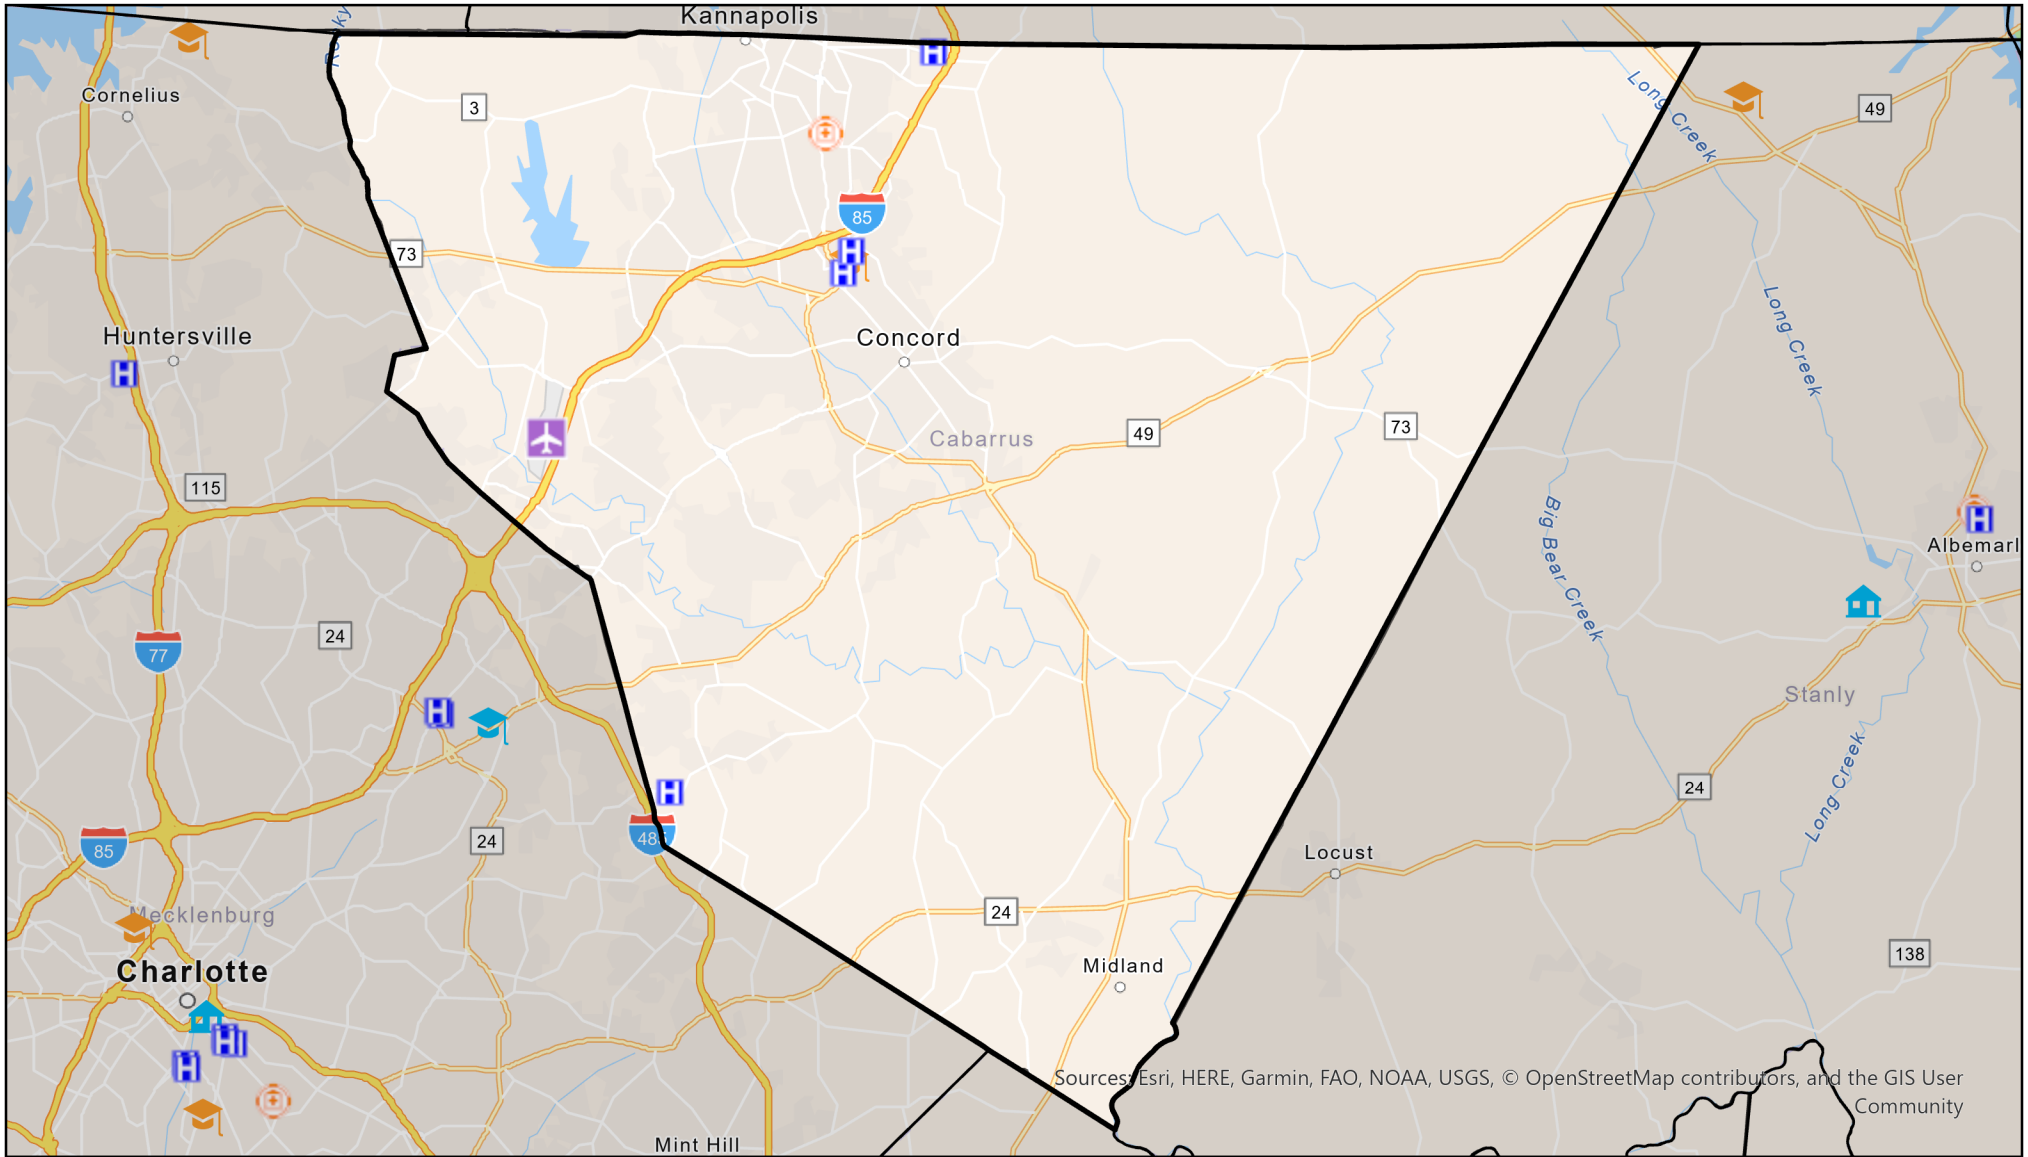 Kannapolis
Rocky
Cornelius
3
Long Creek
49
H
85
73
H
H
Huntersville
H
Concord
Long Creek
Cabarrus
49
73
115
Big Bear Creek
H
Albemarl
24
77
Stanly
H
Long Creek
24
H
24
48
85
Locust
Mecklenburg
24
138
Charlotte
Midland
H
H
Sources: Esri, HERE, Garmin, FAO, NOAA, USGS, © OpenStreetMap contributors, and the GIS User
Community
Mint Hill